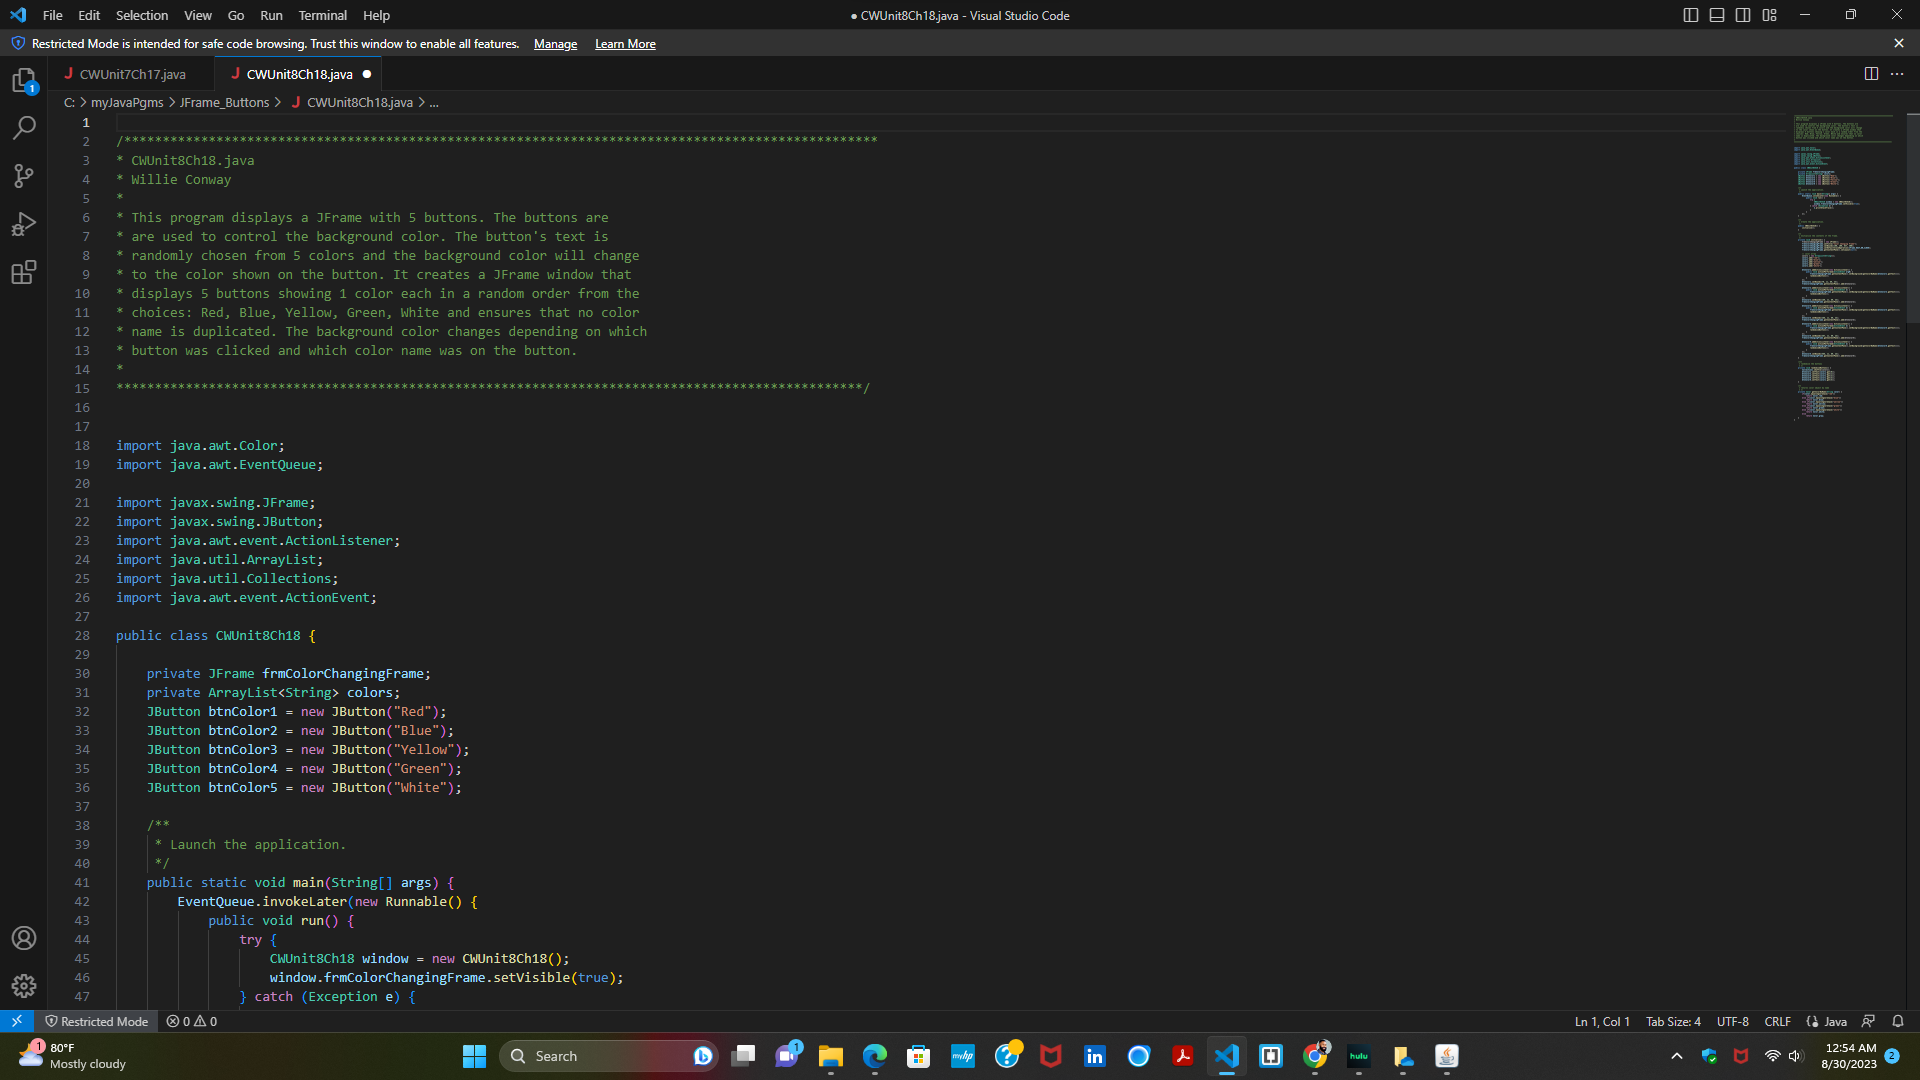 File Edit Selection View Go Run Terminal Help
● CWUnit8Ch18.java - Visual Studio Code
Restricted Mode is intended for safe code browsing. Trust this window to enable all features. Manage Learn More
CWUnit7Ch17.java CWUnit8Ch18.java
C: > myJavaPgms > JFrame_Buttons > CWUnit8Ch18.java > ...
1
2 /**************************************************************************************************
3 * CWUnit8Ch18.java
4 * Willie Conway
5 *
6 * This program displays a JFrame with 5 buttons. The buttons are
7 * are used to control the background color. The button's text is
8 * randomly chosen from 5 colors and the background color will change
9 * to the color shown on the button. It creates a JFrame window that
10 * displays 5 buttons showing 1 color each in a random order from the
11 * choices: Red, Blue, Yellow, Green, White and ensures that no color
12 * name is duplicated. The background color changes depending on which
13 * button was clicked and which color name was on the button.
14 *
15 *************************************************************************************************/
16
17
18 import java.awt.Color;
19 import java.awt.EventQueue;
20
21 import javax.swing.JFrame;
22 import javax.swing.JButton;
23 import java.awt.event.ActionListener;
24 import java.util.ArrayList;
25 import java.util.Collections;
26 import java.awt.event.ActionEvent;
27
28 public class CWUnit8Ch18 {
29
30 private JFrame frmColorChangingFrame;
31 private ArrayList<String> colors;
32 JButton btnColor1 = new JButton("Red");
33 JButton btnColor2 = new JButton("Blue");
34 JButton btnColor3 = new JButton("Yellow");
35 JButton btnColor4 = new JButton("Green");
36 JButton btnColor5 = new JButton("White");
37
38 /**
39 * Launch the application.
40 */
41 public static void main(String[] args) {
42 EventQueue.invokeLater(new Runnable() {
43 public void run() {
44 try {
45 CWUnit8Ch18 window = new CWUnit8Ch18();
46 window.frmColorChangingFrame.setVisible(true);
47 } catch (Exception e) {
Restricted Mode 0 0 Ln 1, Col 1 Tab Size: 4 UTF-8 CRLF Java
1 80°F
Mostly cloudy
Search
1
myhp
in
hulu
12:54 AM
8/30/2023
2